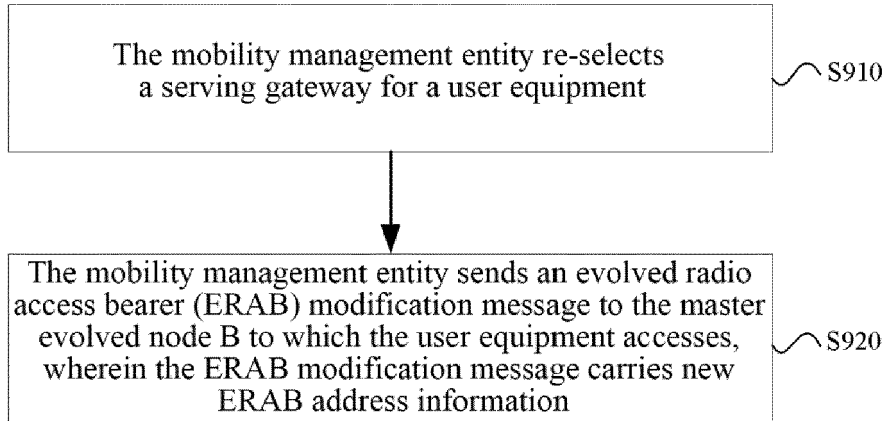 The mobility management entity re-selects
a serving gateway for a user equipment
S910
The mobility management entity sends an evolved radio
access bearer (ERAB) modification message to the master
evolved node B to which the user equipment accesses,
wherein the ERAB modification message carries new
ERAB address information
S920